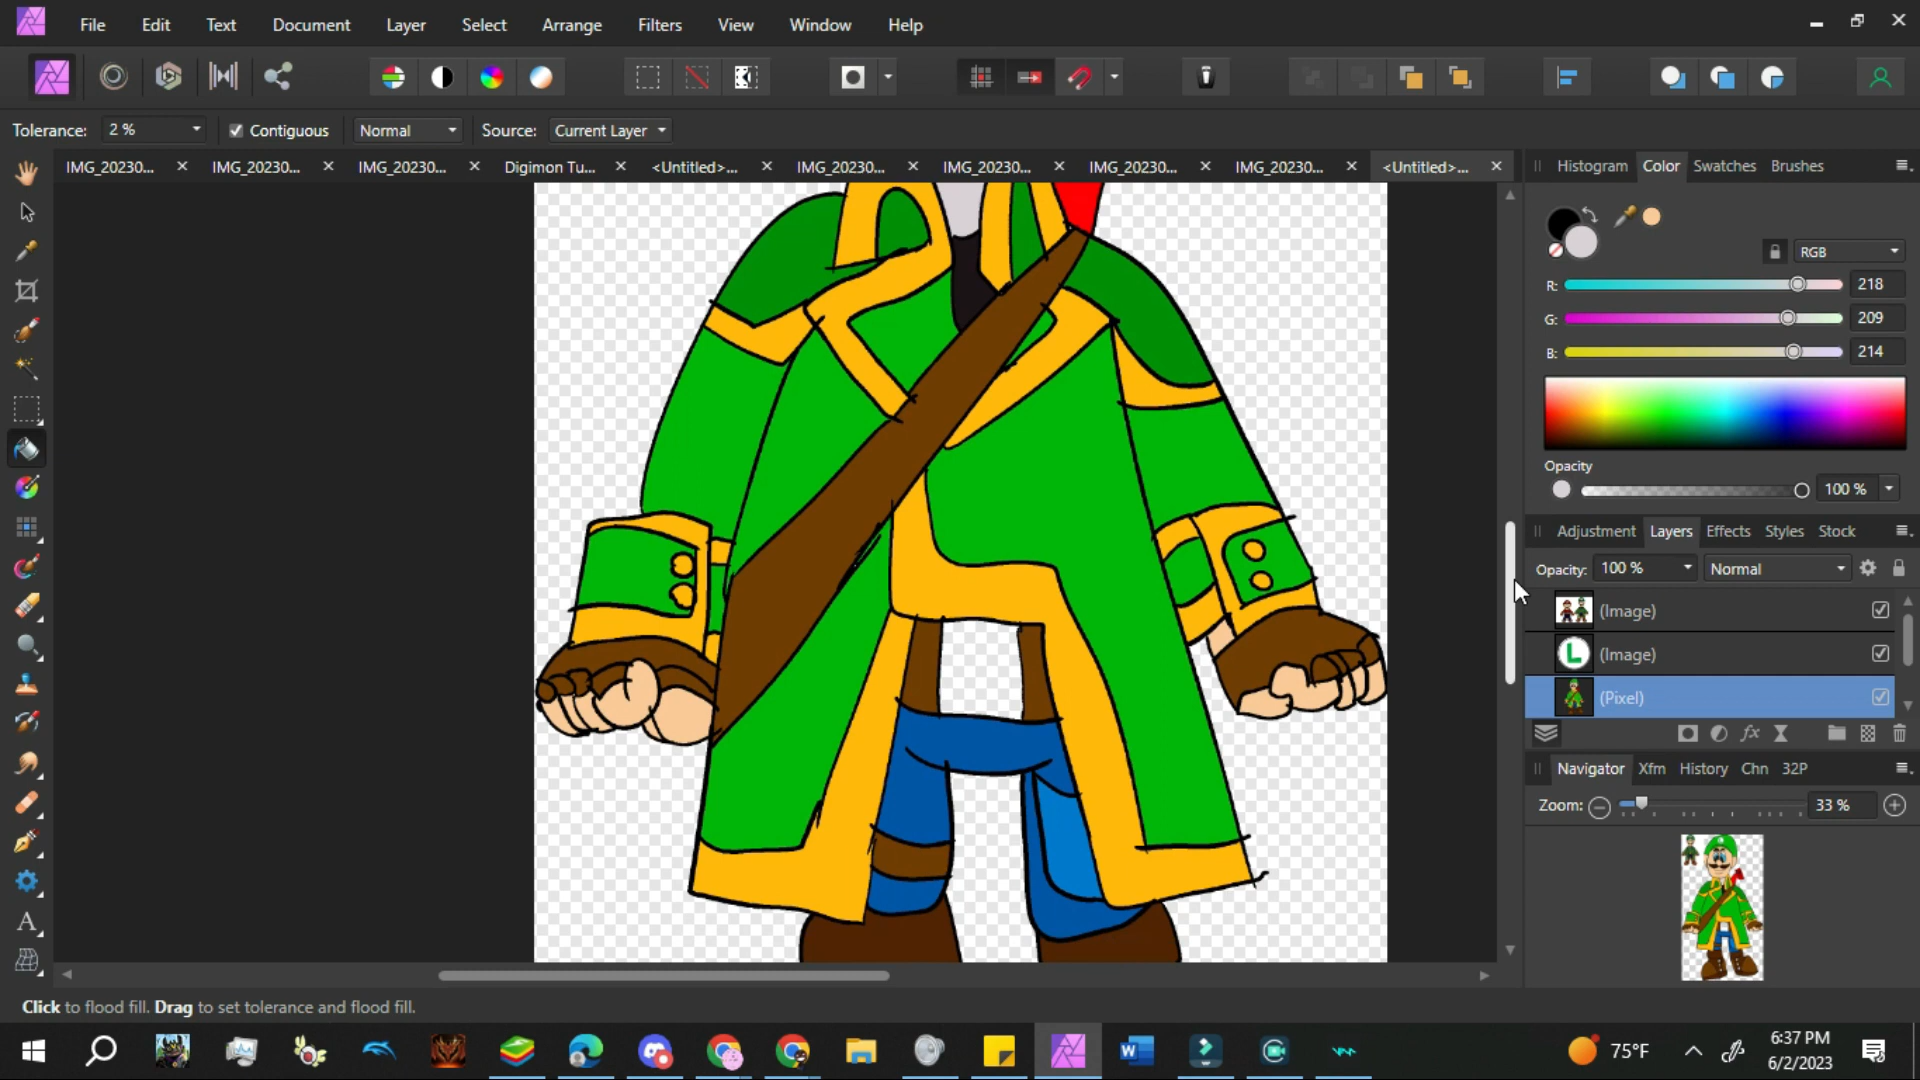 File Edit Text Document Layer Select Arrange Filters View Window Help
Tolerance: 2 % Contiguous Normal Source: Current Layer
IMG_20230... IMG_20230... IMG_20230... Digimon Tu... <Untitled>... IMG_20230... IMG_20230... IMG_20230... IMG_20230... <Untitled>...
Histogram Color Swatches Brushes
RGB
R: 218
G: 209
B: 214
Opacity
100 %
Adjustment Layers Effects Styles Stock
Opacity: 100 % Normal
(Image)
L (Image)
(Pixel)
fx
Navigator Xfm History Chn 32P
Zoom: 33 %
A
Click to flood fill. Drag to set tolerance and flood fill.
W
75°F
6:37 PM
6/2/2023